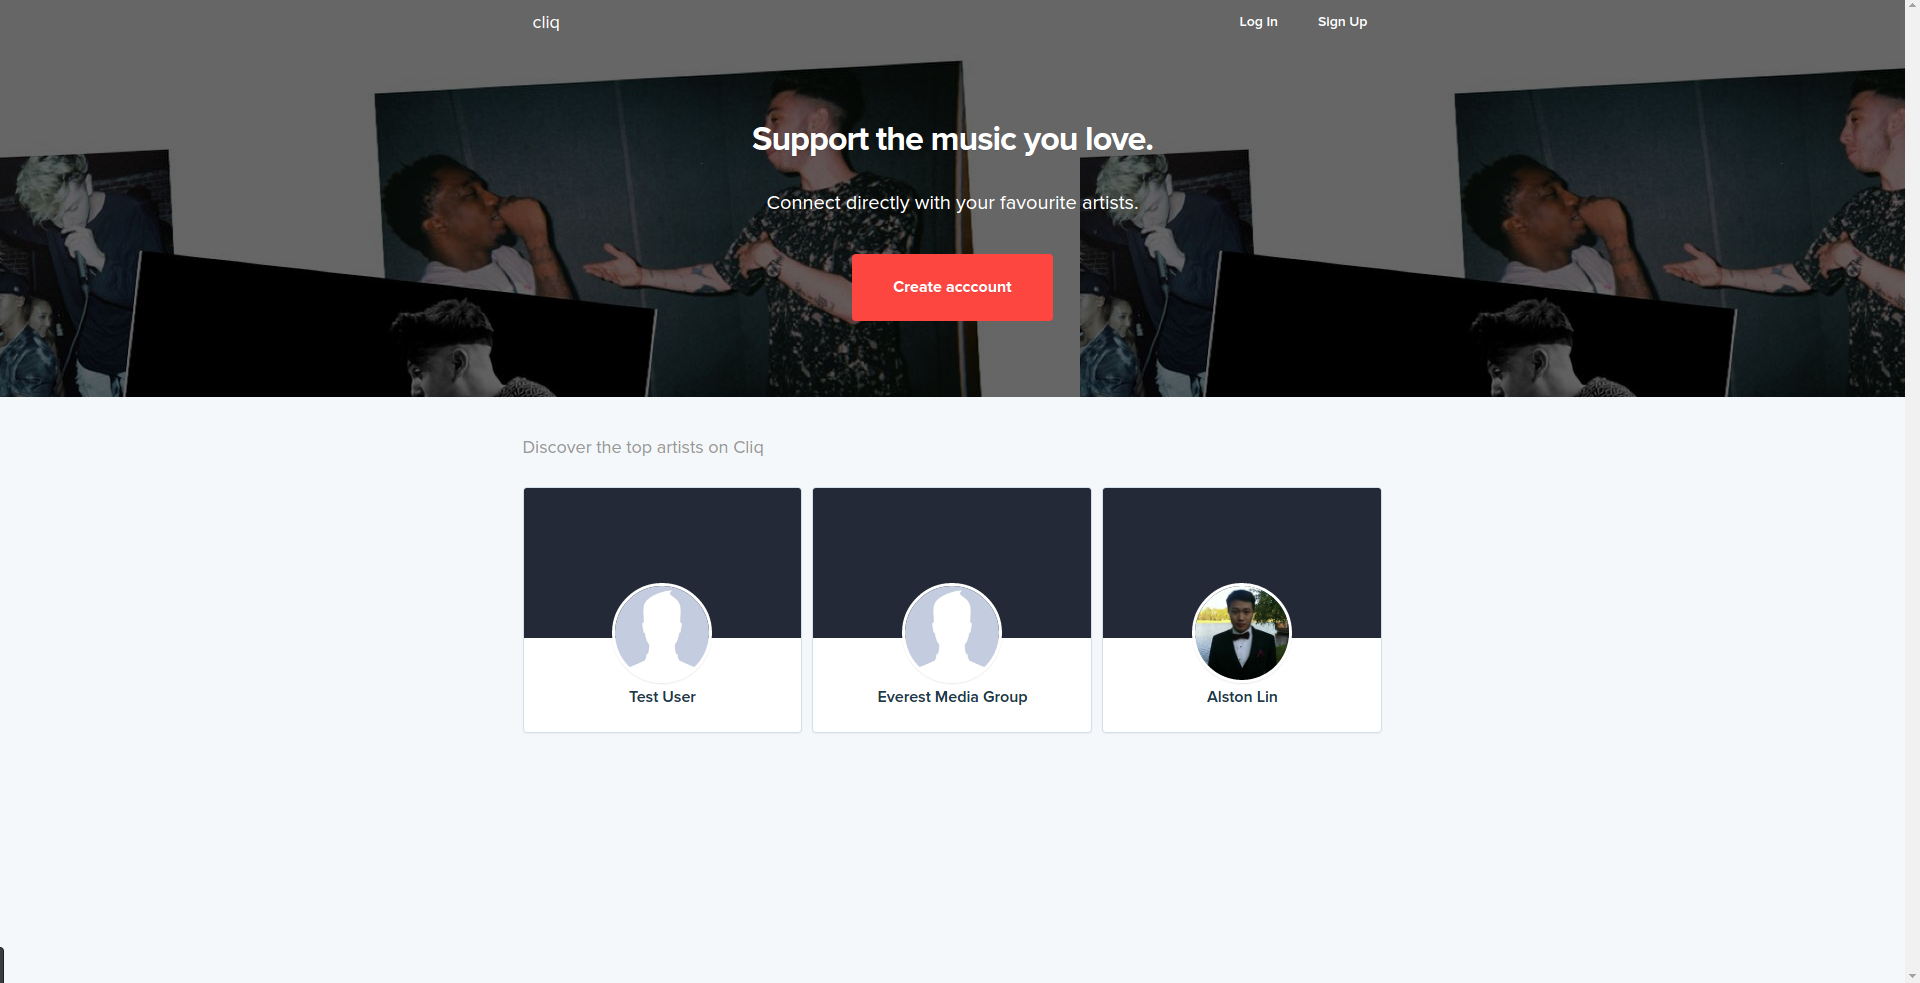 cliq
Log In
Sign Up
Support the music you love.
Connect directly with your favourite artists.
Create acccount
Discover the top artists on Cliq
Test User
Everest Media Group
Alston Lin